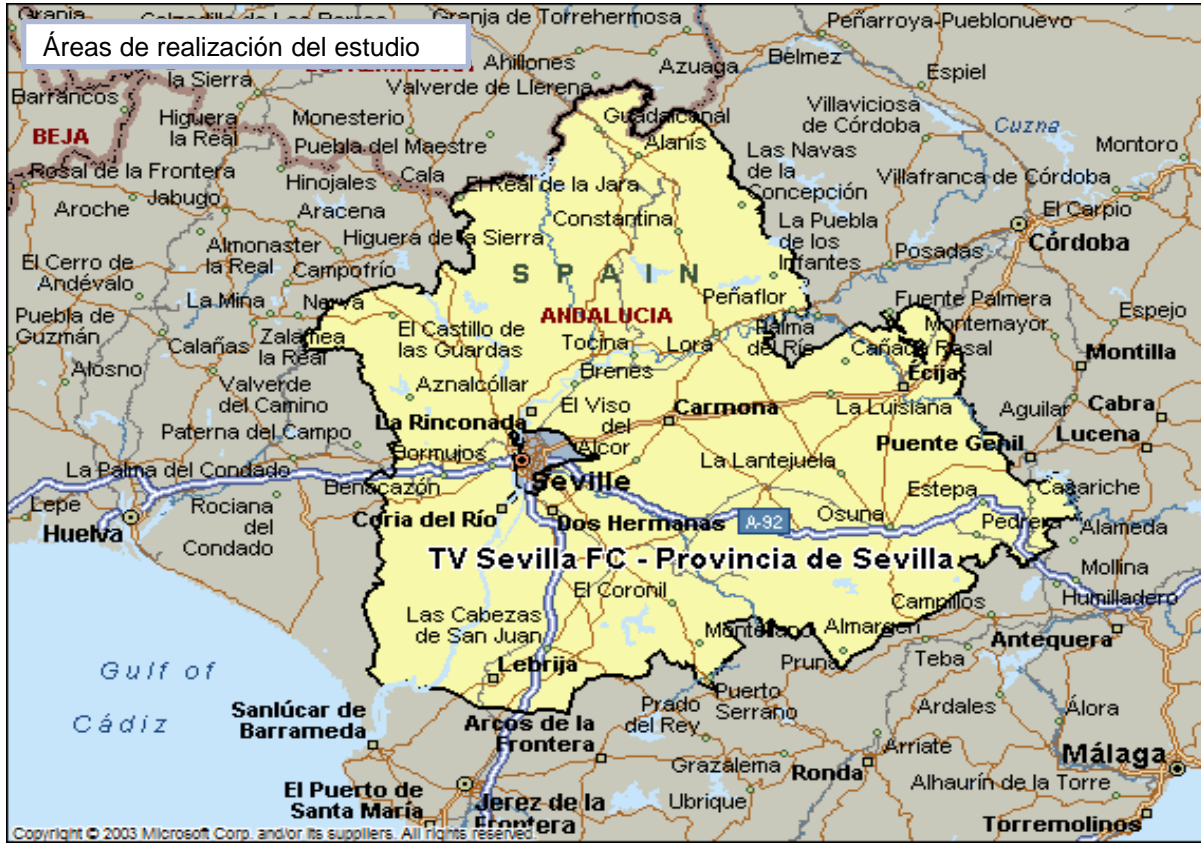 Áreas de realización del estudio
Granja de Torrehermosa
Peñarroya-Pueblonuevo
Ahillones
Azuaga
Bélmez
Espiel
la Sierra
Valverde de Llerena
Barrancos
Higuera
la Real
Monesterio
Guadalcanal
Villaviciosa
de Córdoba
Cuzna
BEJA
Puebla del Maestre
Alanis
Las Navas
de la
Concepción
Montoro
Rosal de la Frontera
Hinojales
Cala
El Real de la Jara
Villafranca de Córdoba
Aroche
Jabugo
Aracena
Constantina
La Puebla
de los
Infantes
El Carpio
Córdoba
Almonaster
la Real
Higuera de la Sierra
Posadas
El Cerro de
Andévalo
Campofrío
SPAIN
La Mina
Nerva
Peñaflor
Fuente Palmera
Puebla de
Guzmán
Zalamea
la Real
El Castillo de
las Guardas
ANDALUCIA
Palma
del Río
Montemayor
Espejo
Calañas
Tocina
Lora
Cañada Rosal
Montilla
Alosno
Valverde
del Camino
Aznalcóllar
Brenes
Ecija
La Rinconada
El Viso
del
Alcor
Carmona
La Luisiana
Aguilar
Cabra
Paterna del Campo
Puente Genil
Lucena
La Palma del Condado
Bormujos
La Lantejuela
Benacazón
Seville
Estepa
Casariche
Lepe
Huelva
Rociana
del
Condado
Coria del Río
Dos Hermanas
A-92
Osuna
Pedrera
Alameda
TV Sevilla FC - Provincia de Sevilla
Mollina
El Coronil
Humilladero
Las Cabezas
de San Juan
Campillos
Montellano
Almargen
Antequera
Gulf of
Cádiz
Lebrija
Pruna
Teba
Sanlúcar de
Barrameda
Arcos de la
Frontera
Prado
del Rey
Puerto
Serrano
Ardales
Álora
Arriate
Málaga
Grazalema
Ronda
El Puerto de
Santa María
Jerez de la
Frontera
Ubrique
Alhaurín de la Torre
Torremolinos
Copyright © 2003 Microsoft Corp. and/or its suppliers. All rights reserved.